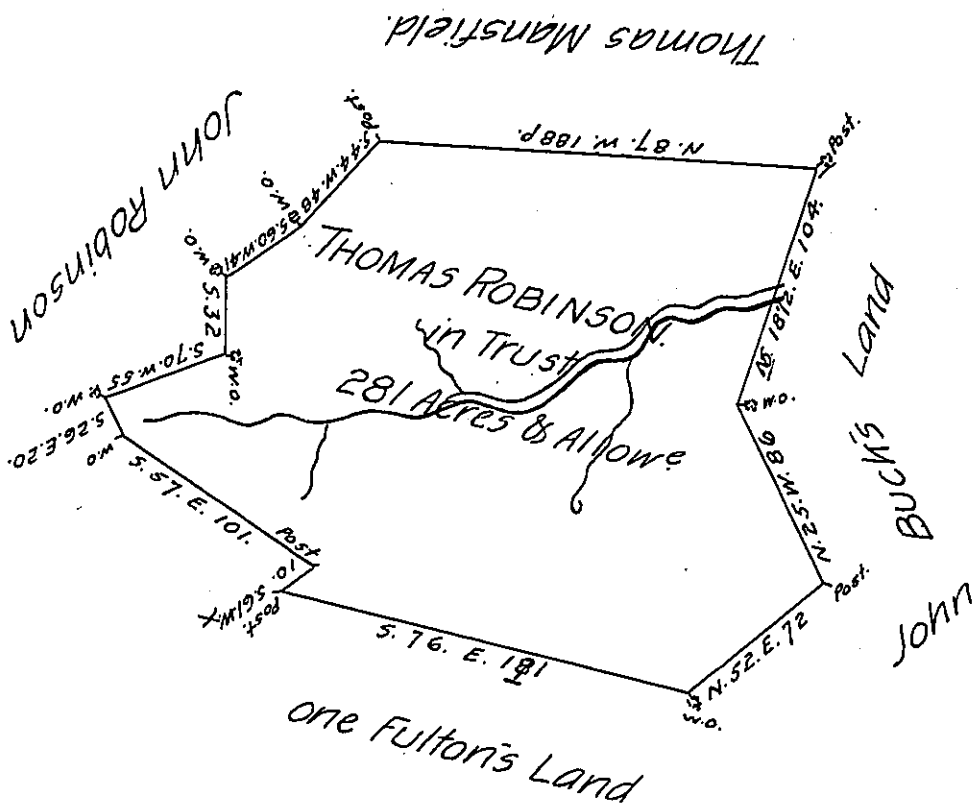 Thomas Mansfield.
John Robinson
Post.
N. 87. W. 188 p.
Post.
S. 44. W. 48
W.O.
S. 60. W. 41
W.O.
S. 32
W.O.
S. 70. W. 55
W.O.
S. 26. E. 20.
W.O
S. 57. E. 101.
Post
10.
S. 61. W.
Post.
S. 76. E. 181
W.O.
N. 52. E. 72
Post.
N. 25. W. 86
W.O.
N. 18 1/2. E. 104.
THOMAS ROBINSON
in Trust
281 Acres & Allowe
John Buck's Land
one Fulton's Land